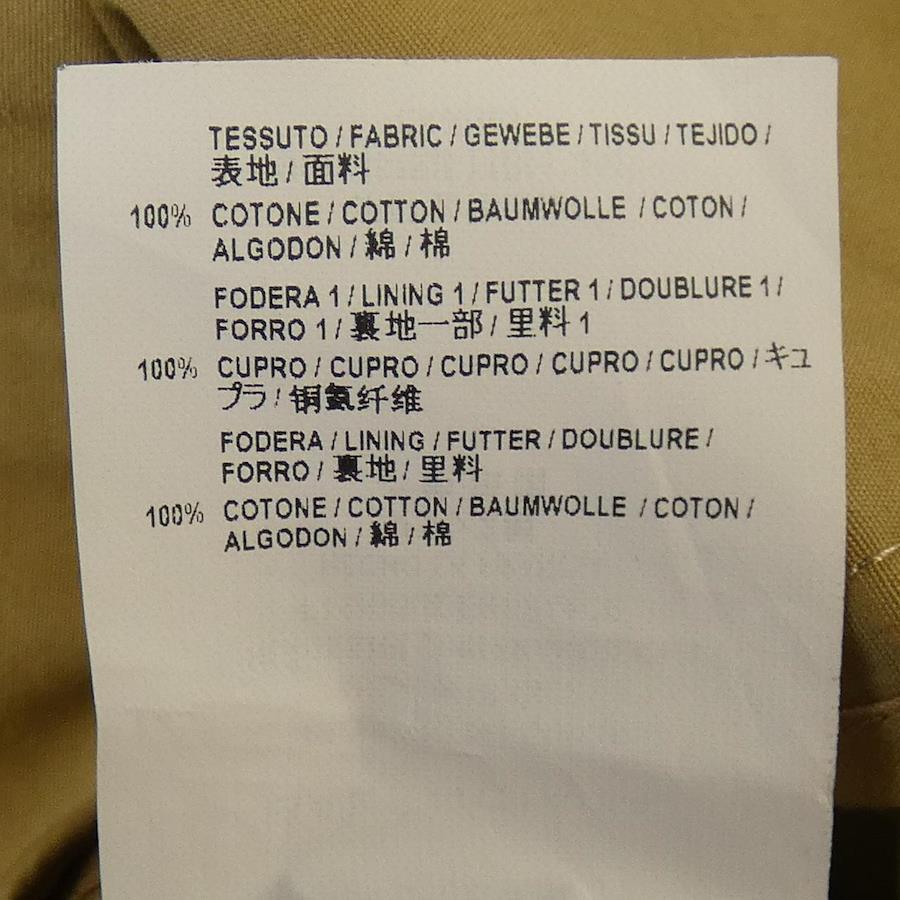 TESSUTO / FABRIC / GEWEBE / TISSU / TEJIDO /
表地 / 面料
100% COTONE / COTTON / BAUMWOLLE / COTON /
ALGODON / 綿 / 棉
FODERA 1 / LINING 1 / FUTTER 1 / DOUBLURE 1 /
FORRO 1 / 裏地一部 / 里料 1
100% CUPRO / CUPRO / CUPRO / CUPRO / CUPRO / キュ
プラ / 铜氨纤维
FODERA / LINING / FUTTER / DOUBLURE /
FORRO / 裏地 / 里料
100% COTONE / COTTON / BAUMWOLLE / COTON /
ALGODON / 綿 / 棉